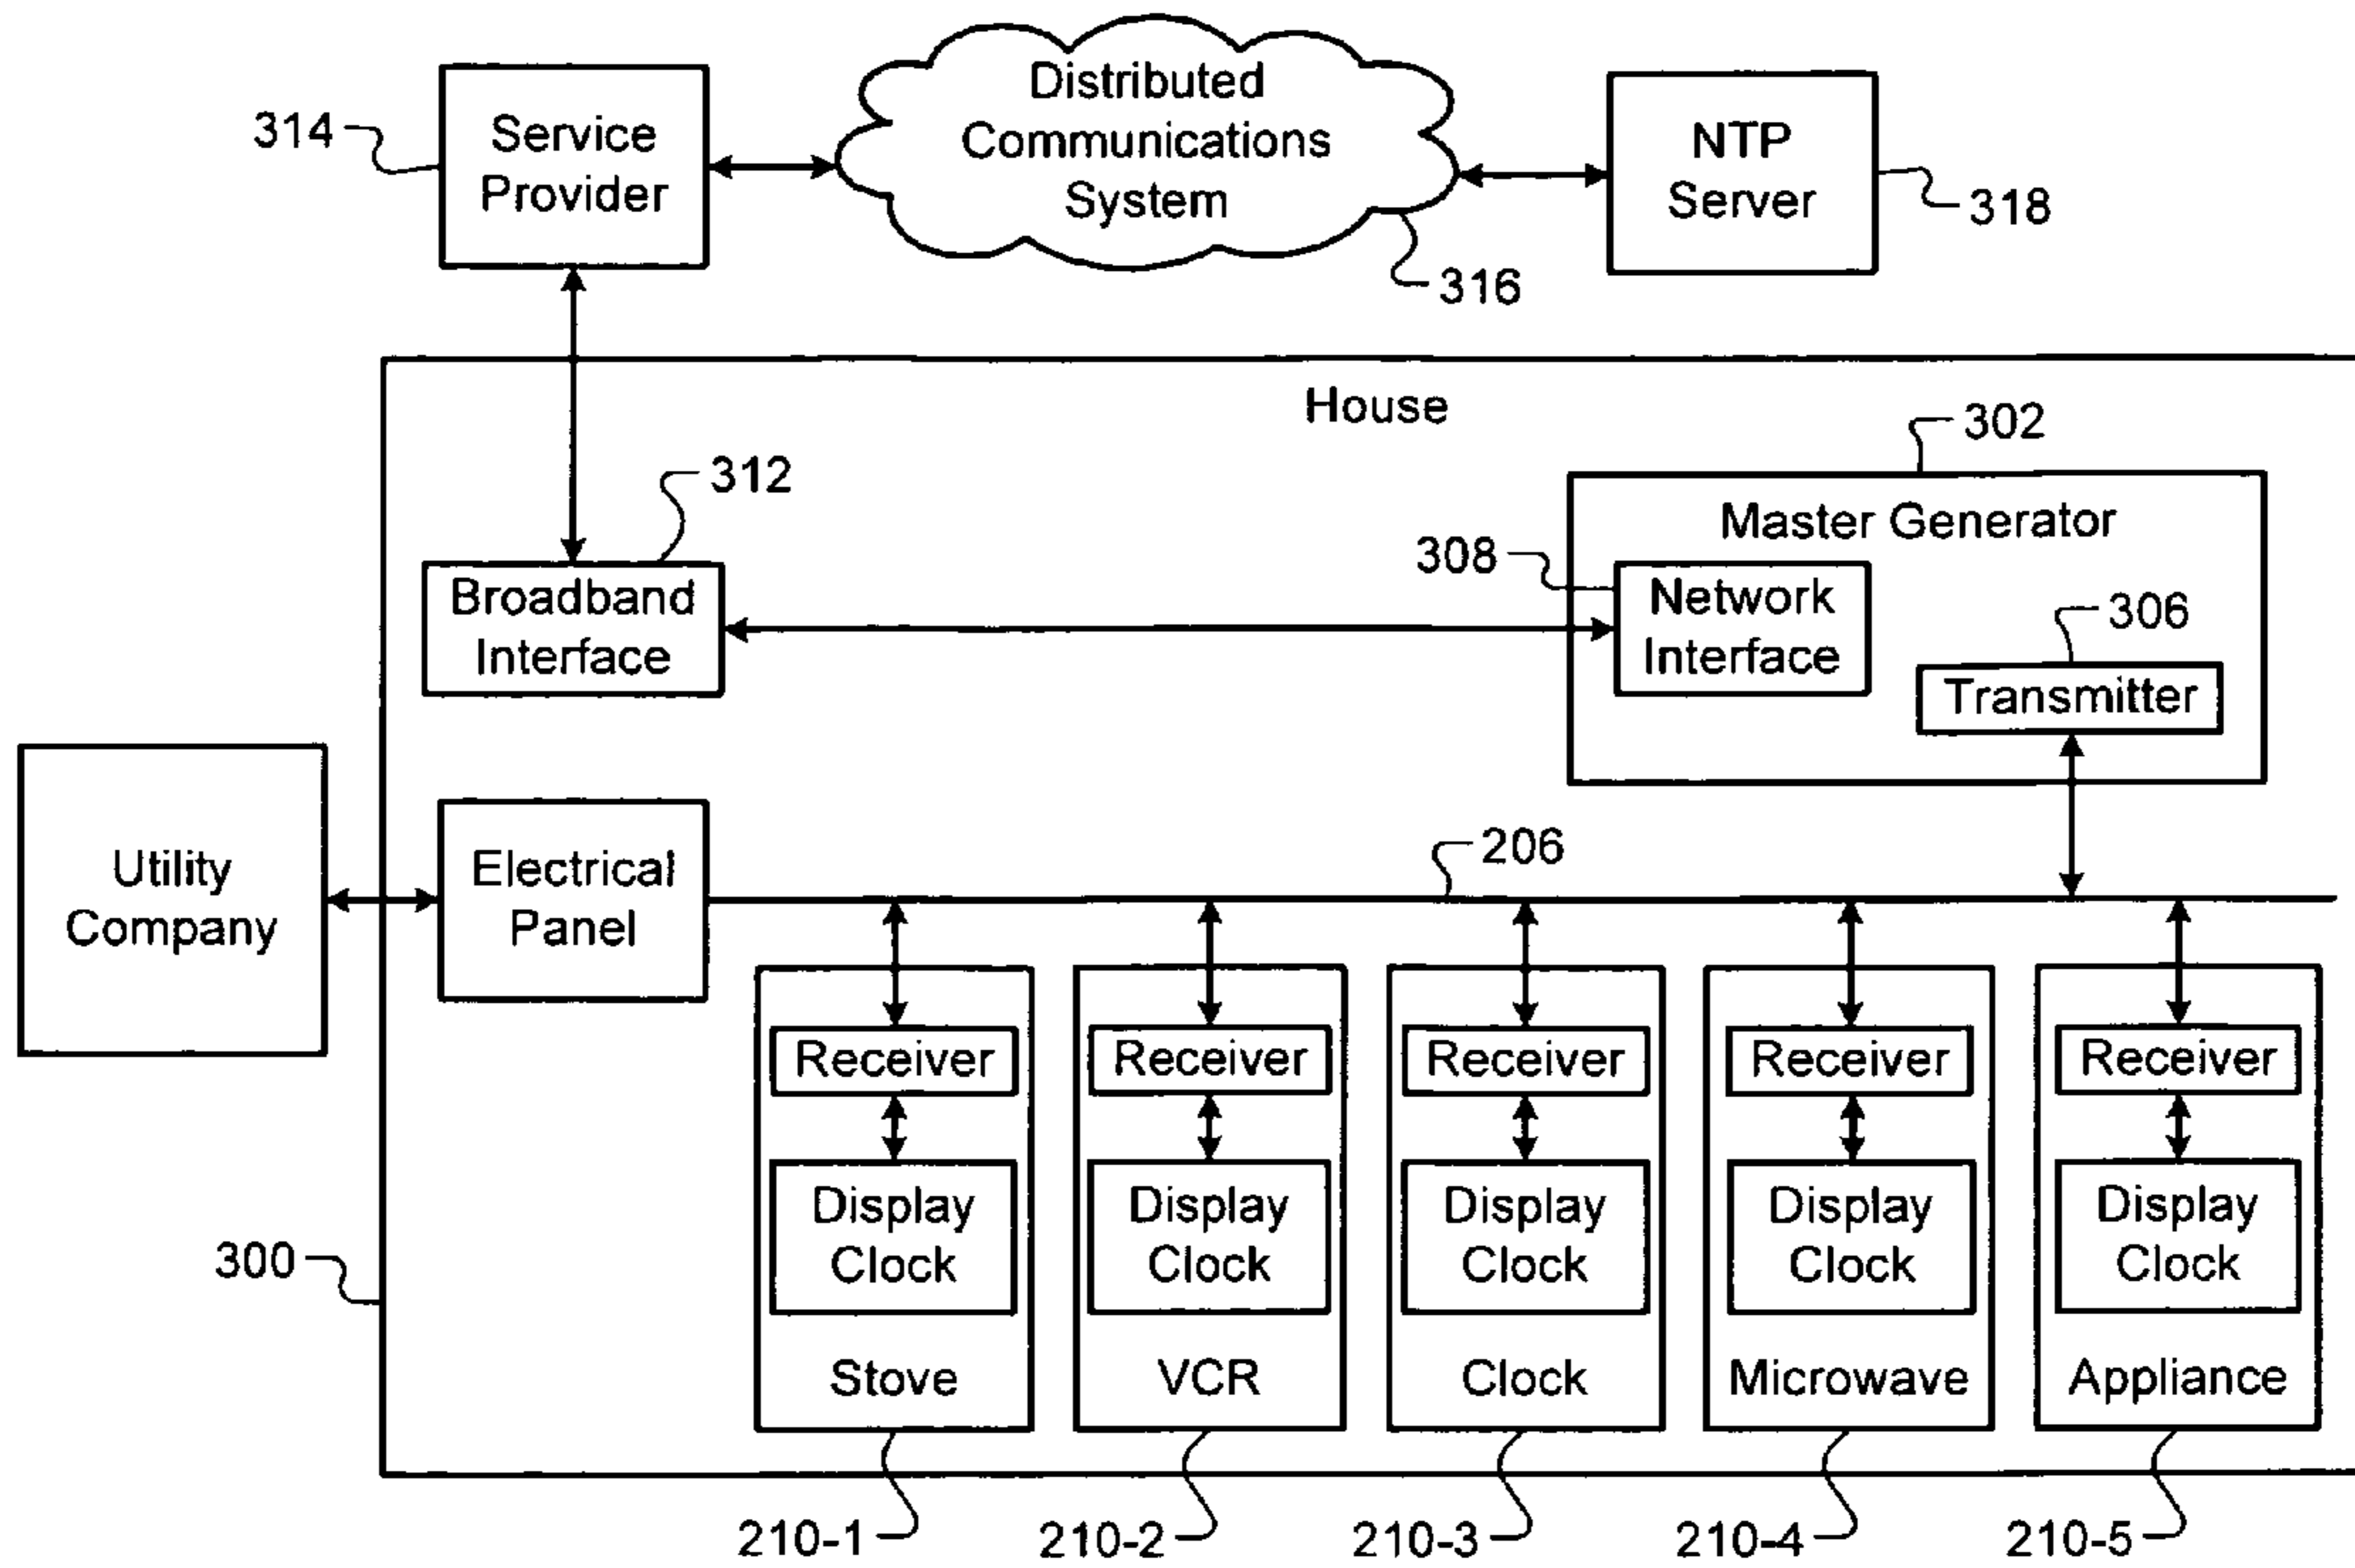 Distributed
Communications
System
314
Service
Provider
NTP
Server
318
316
House
302
312
Master Generator
308
Broadband
Interface
Network
Interface
306
Transmitter
Utility
Company
Electrical
Panel
206
Receiver
Receiver
Receiver
Receiver
Receiver
Display
Clock
Display
Clock
Display
Clock
Display
Clock
Display
Clock
300
Stove
VCR
Clock
Microwave
Appliance
210-1
210-2
210-3
210-4
210-5